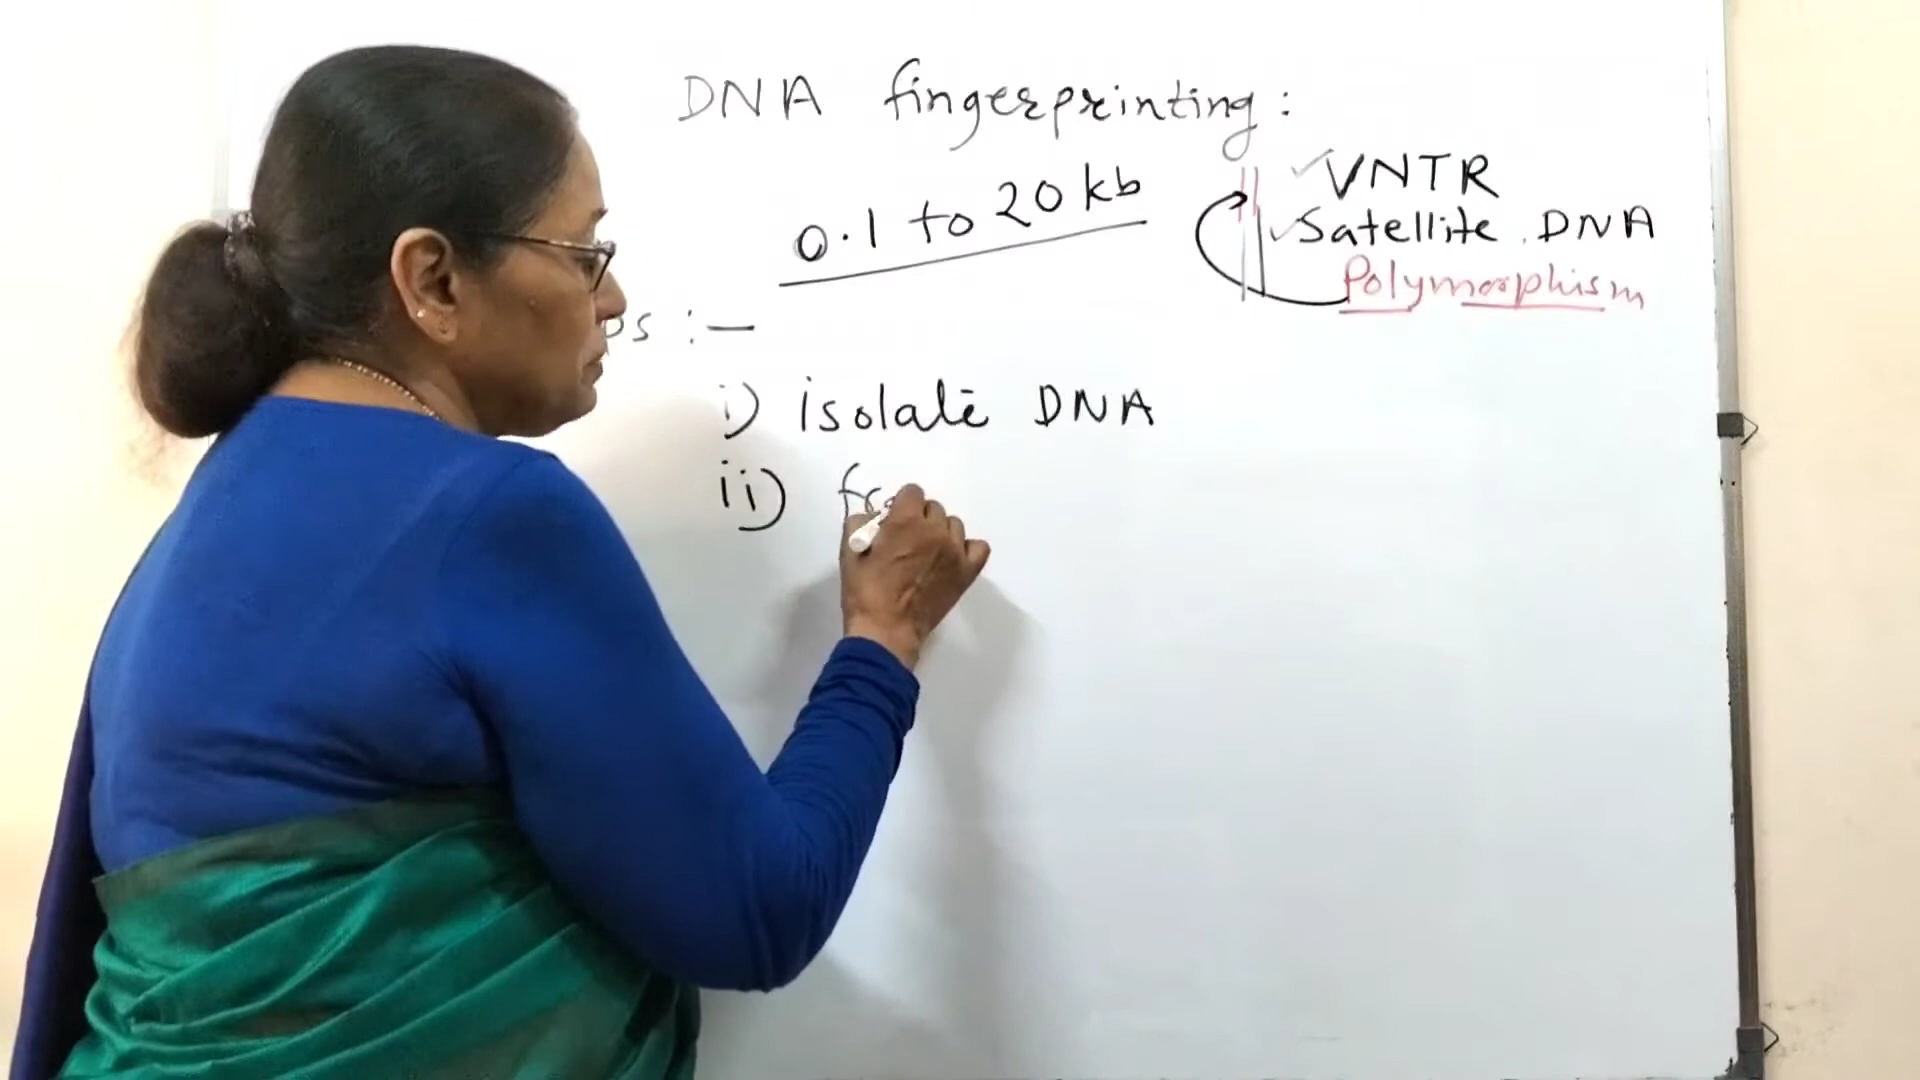 DNA fingerprinting:
0.1 to 20 kb
VNTR
Satellite DNA
Polymorphism
:—
i) isolate DNA
ii)